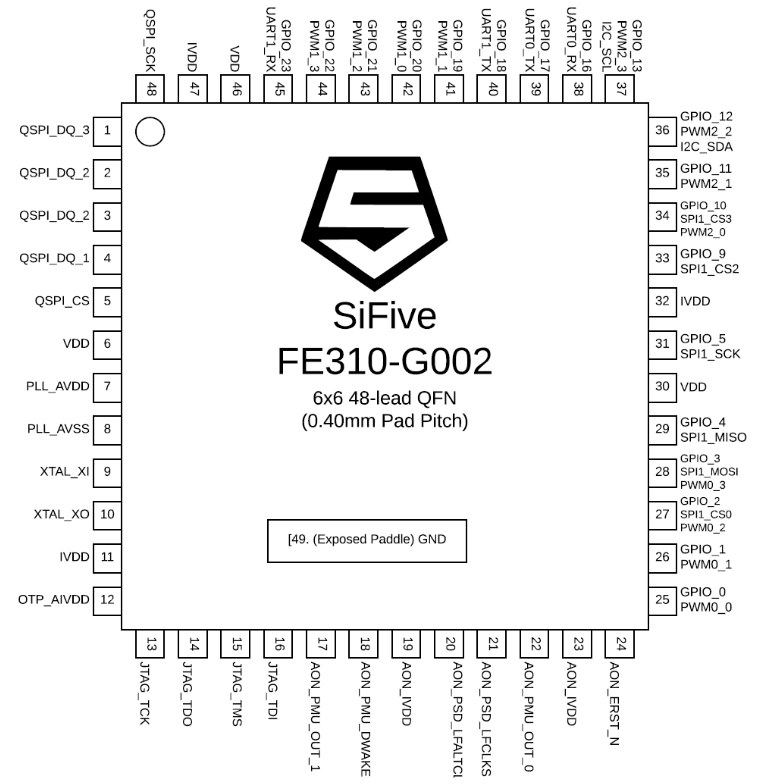 QSPI_SCK
IVDD
VDD
GPIO_23
UART1_RX
GPIO_22
PWM1_3
GPIO_21
PWM1_2
GPIO_20
PWM1_0
GPIO_19
PWM1_1
GPIO_18
UART1_TX
GPIO_17
UART0_TX
GPIO_16
UART0_RX
GPIO_13
PWM2_3
I2C_SCL
48 47 46 45 44 43 42 41 40 39 38 37
QSPI_DQ_3 1
QSPI_DQ_2 2
QSPI_DQ_2 3
QSPI_DQ_1 4
QSPI_CS 5
VDD 6
PLL_AVDD 7
PLL_AVSS 8
XTAL_XI 9
XTAL_XO 10
IVDD 11
OTP_AIVDD 12
SiFive
FE310-G002
6x6 48-lead QFN
(0.40mm Pad Pitch)
[49. (Exposed Paddle) GND
36 GPIO_12
PWM2_2
I2C_SDA
35 GPIO_11
PWM2_1
34 GPIO_10
SPI1_CS3
PWM2_0
33 GPIO_9
SPI1_CS2
32 IVDD
31 GPIO_5
SPI1_SCK
30 VDD
29 GPIO_4
SPI1_MISO
28 GPIO_3
SPI1_MOSI
PWM0_3
27 GPIO_2
SPI1_CS0
PWM0_2
26 GPIO_1
PWM0_1
25 GPIO_0
PWM0_0
13 14 15 16 17 18 19 20 21 22 23 24
JTAG_TCK
JTAG_TDO
JTAG_TMS
JTAG_TDI
AON_PMU_OUT_1
AON_PMU_DWAKE
AON_IVDD
AON_PSD_LFALTCL
AON_PSD_LFCLKS
AON_PMU_OUT_0
AON_IVDD
AON_ERST_N